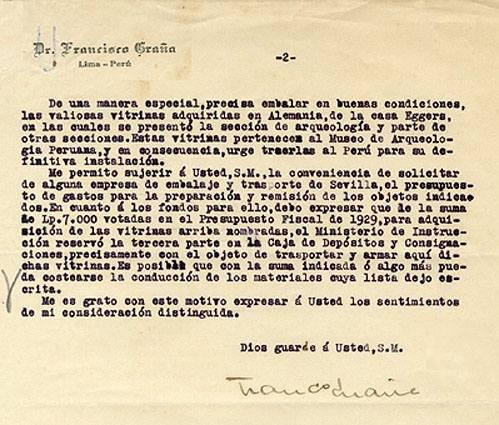 Dr. Francisco Graña
Lima-Perú
-2-
De una manera especial,precisa embalar en buenas condiciones,
las valiosas vitrinas adquiridas en Alemania,de la casa Eggers,
en las cuales se presentó la sección de arqueología y parte de
otras secciones.Estas vitrinas pertenecen al Museo de Arqueolo-
gía Peruana,y en consecuencia,urge traerlas al Perú para su de-
finitiva instalación.
Me permito sujerir á Usted,S.M.,la conveniencia de solicitar
de alguna empresa de embalaje y trasporte de Sevilla,el presupues-
to de gastos para la preparación y remisión de los objetos indica-
dos.En cuanto á los fondos para ello,debo expresar que de la suma
de Lp.7.000 votadas en el Presupuesto Fiscal de 1929,para adqui-
sición de las vitrinas arriba nombradas,el Ministerio de Instruc-
ción reservó la tercera parte en la Caja de Depósitos y Consigna-
ciones,precisamente con el objeto de trasportar y armar aquí di-
chas vitrinas.Es posible que con la suma indicada ó algo más pue-
da costearse la conducción de los materiales cuya lista dejo es-
crita.
Me es grato con este motivo expresar á Usted los sentimientos
de mi consideración distinguida.
Dios guarde á Usted,S.M.
Franco Graña